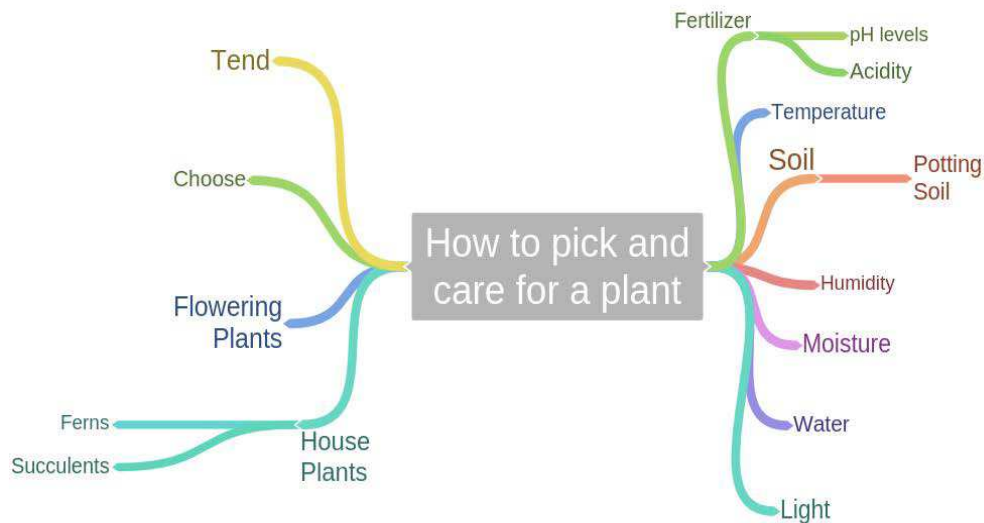 Fertilizer
pH levels
Acidity
Tend
Temperature
Soil
Potting
Soil
Choose
How to pick and
care for a plant
Humidity
Flowering
Plants
Moisture
Ferns
Water
House
Plants
Succulents
Light